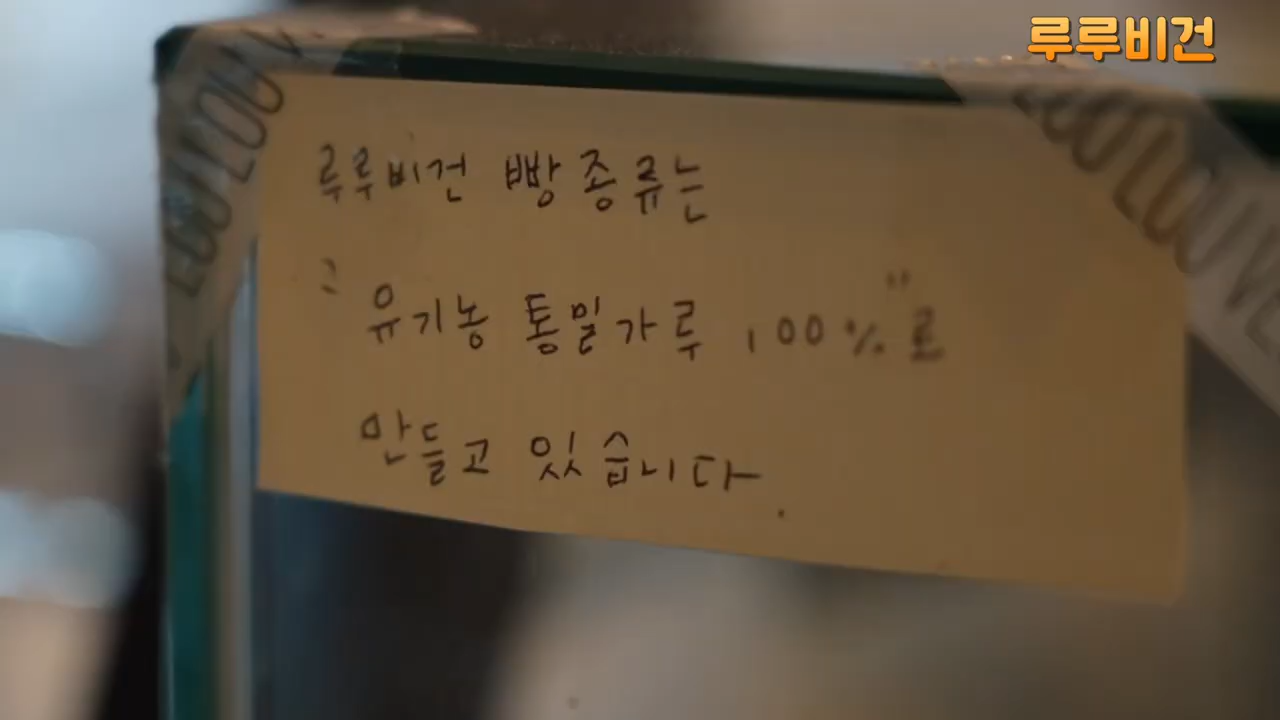 루루비건
루루비건 빵 종류는
" 유기농 통밀가루 100% " 로
만들고 있습니다.